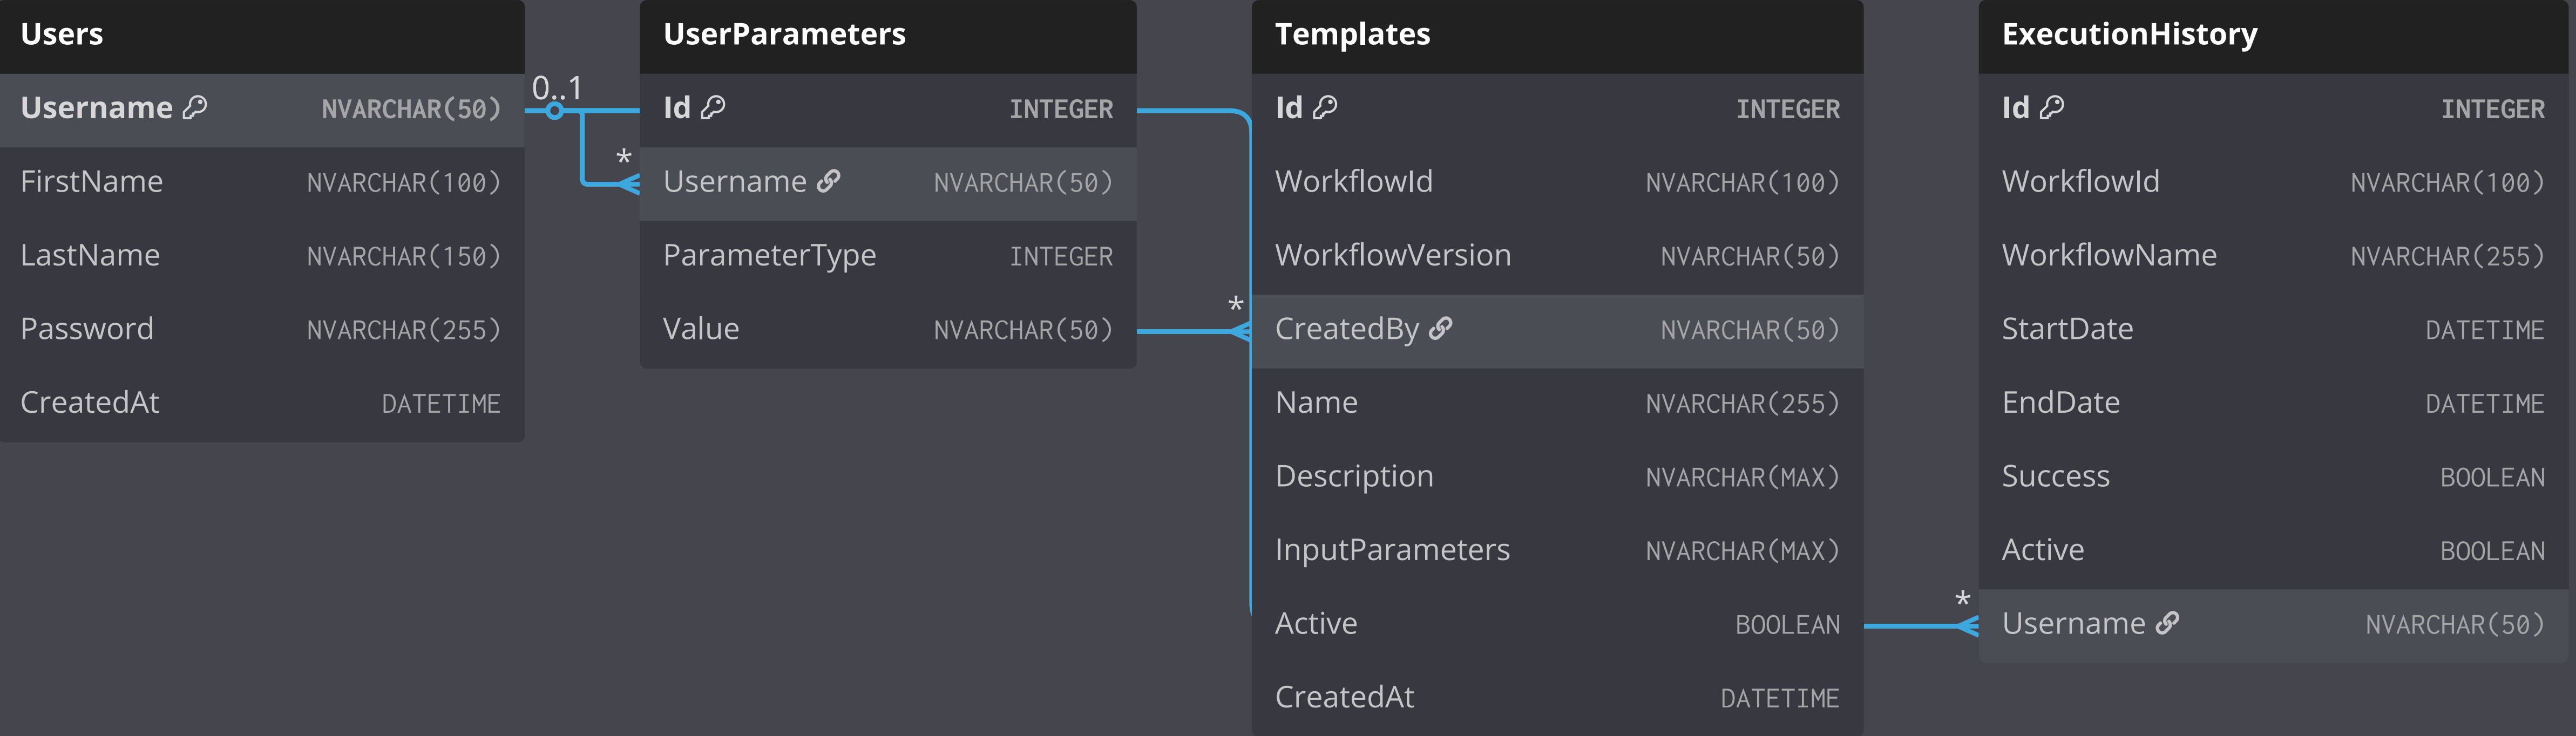 Users
Username NVARCHAR(50)
FirstName NVARCHAR(100)
LastName NVARCHAR(150)
Password NVARCHAR(255)
CreatedAt DATETIME
0..1
*
UserParameters
Id INTEGER
Username NVARCHAR(50)
ParameterType INTEGER
Value NVARCHAR(50)
*
Templates
Id INTEGER
WorkflowId NVARCHAR(100)
WorkflowVersion NVARCHAR(50)
CreatedBy NVARCHAR(50)
Name NVARCHAR(255)
Description NVARCHAR(MAX)
InputParameters NVARCHAR(MAX)
Active BOOLEAN
CreatedAt DATETIME
*
ExecutionHistory
Id INTEGER
WorkflowId NVARCHAR(100)
WorkflowName NVARCHAR(255)
StartDate DATETIME
EndDate DATETIME
Success BOOLEAN
Active BOOLEAN
Username NVARCHAR(50)